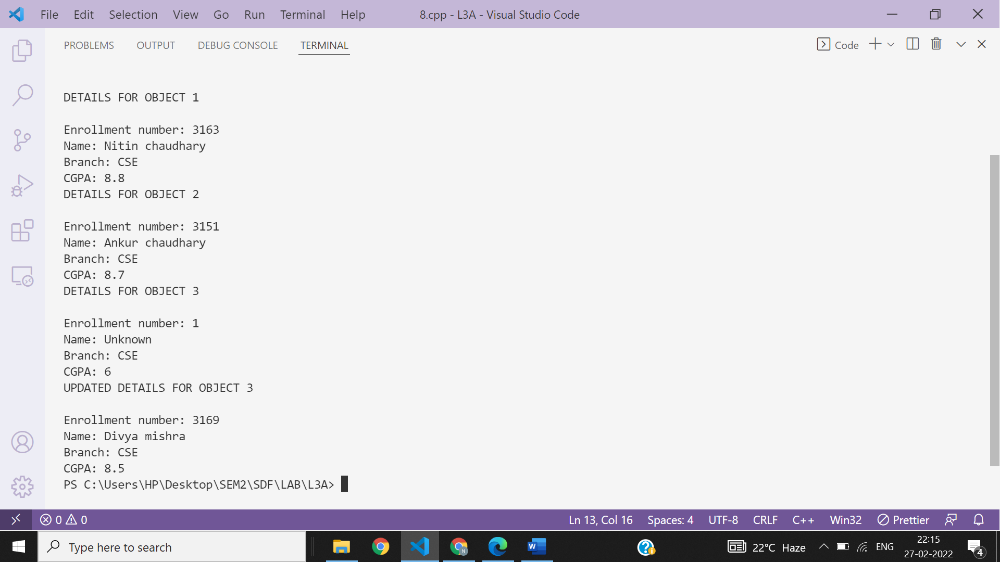 File Edit Selection View Go Run Terminal Help 8.cpp - L3A - Visual Studio Code
PROBLEMS OUTPUT DEBUG CONSOLE TERMINAL Code
DETAILS FOR OBJECT 1
Enrollment number: 3163
Name: Nitin chaudhary
Branch: CSE
CGPA: 8.8
DETAILS FOR OBJECT 2
Enrollment number: 3151
Name: Ankur chaudhary
Branch: CSE
CGPA: 8.7
DETAILS FOR OBJECT 3
Enrollment number: 1
Name: Unknown
Branch: CSE
CGPA: 6
UPDATED DETAILS FOR OBJECT 3
Enrollment number: 3169
Name: Divya mishra
Branch: CSE
CGPA: 8.5
PS C:\Users\HP\Desktop\SEM2\SDF\LAB\L3A>
0 0 Ln 13, Col 16 Spaces: 4 UTF-8 CRLF C++ Win32 Prettier
Type here to search N W 22°C Haze ENG 22:15
27-02-2022 4